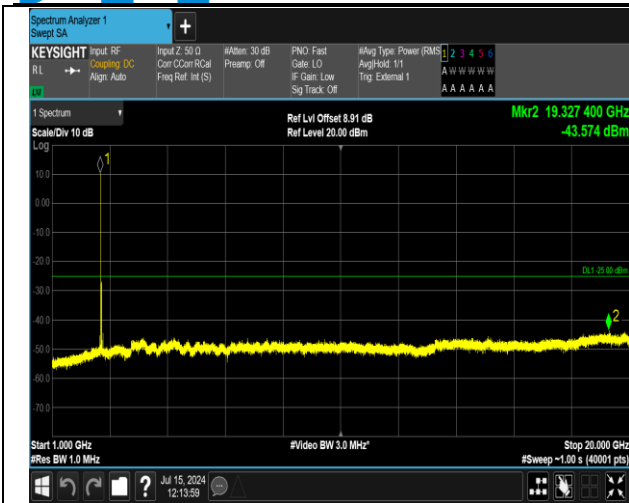 Spectrum Analyzer 1
Swept SA
+
KEYSIGHT Input: RF
RL Coupling: DC
Align: Auto
Input Z: 50 Ω
Corr CCorr RCal
Freq Ref: Int (S)
#Atten: 30 dB
Preamp: Off
PNO: Fast
Gate: LO
IF Gain: Low
Sig Track: Off
#Avg Type: Power (RMS
Avg|Hold: 1/1
Trig: External 1
1 2 3 4 5 6
A W W W W W
A A A A A A
1 Spectrum
Scale/Div 10 dB
Ref Lvl Offset 8.91 dB
Ref Level 20.00 dBm
Mkr2 19.327 400 GHz
-43.574 dBm
Log
1
10.0
0.00
-10.0
-20.0
DL1 -25.00 dBm
-30.0
-40.0
2
-50.0
-60.0
-70.0
Start 1.000 GHz
#Res BW 1.0 MHz
#Video BW 3.0 MHz*
Stop 20.000 GHz
#Sweep ~1.00 s (40001 pts)
?
Jul 15, 2024
12:13:59